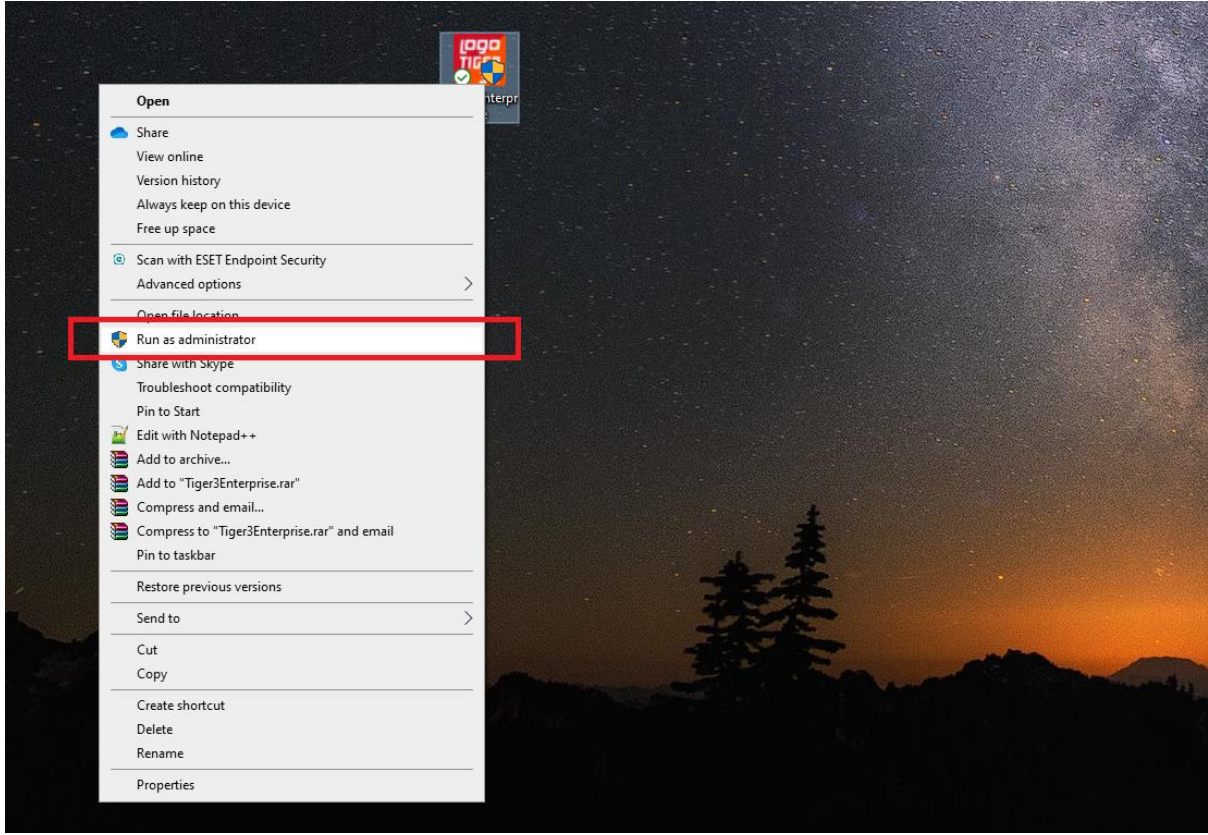 LOGO
TIGER
nterpr
Open
Share
View online
Version history
Always keep on this device
Free up space
Scan with ESET Endpoint Security
Advanced options
Open file location
Run as administrator
Share with Skype
Troubleshoot compatibility
Pin to Start
Edit with Notepad++
Add to archive...
Add to "Tiger3Enterprise.rar"
Compress and email...
Compress to "Tiger3Enterprise.rar" and email
Pin to taskbar
Restore previous versions
Send to
Cut
Copy
Create shortcut
Delete
Rename
Properties